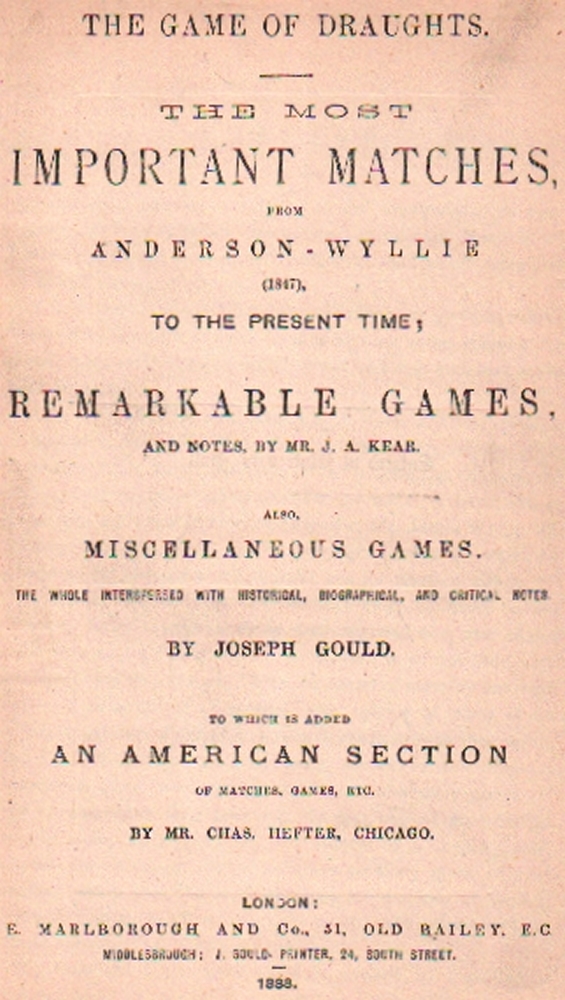 THE GAME OF DRAUGHTS.
THE MOST
IMPORTANT MATCHES,
FROM
ANDERSON-WYLLIE
(1847),
TO THE PRESENT TIME;
REMARKABLE GAMES,
AND NOTES, BY MR. J. A. KEAR.
ALSO,
MISCELLANEOUS GAMES.
THE WHOLE INTERSPERSED WITH HISTORICAL, BIOGRAPHICAL, AND CRITICAL NOTES
BY JOSEPH GOULD.
TO WHICH IS ADDED
AN AMERICAN SECTION
OF MATCHES, GAMES, ETC.
BY MR. CHAS. HEFTER, CHICAGO.
LONDON:
E. MARLBOROUGH AND Co., 51, OLD BAILEY, E.C
MIDDLESBROUGH: J. GOULD, PRINTER, 24, SOUTH STREET.
1888.